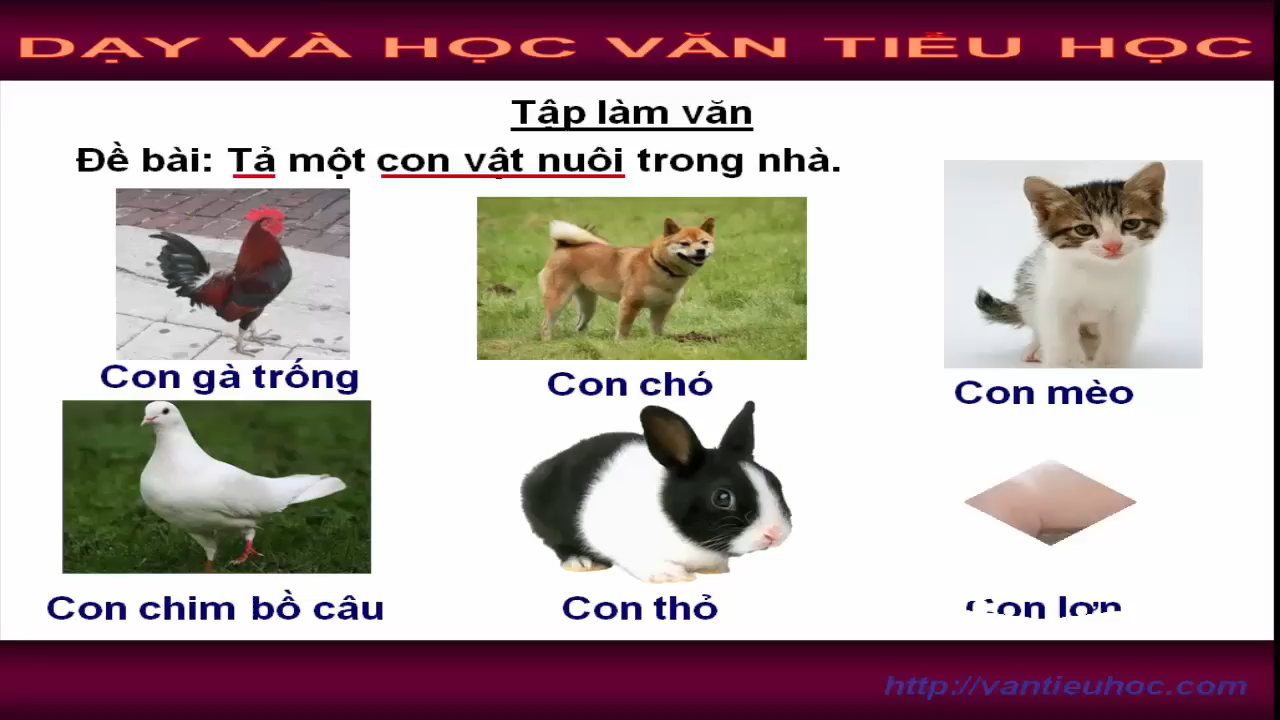 DẠY VÀ HỌC VĂN TIỂU HỌC
Tập làm văn
Đề bài: Tả một con vật nuôi trong nhà.
Con gà trống
Con chó
Con mèo
Con chim bồ câu
Con thỏ
Con lợn
http://vantieuhoc.com